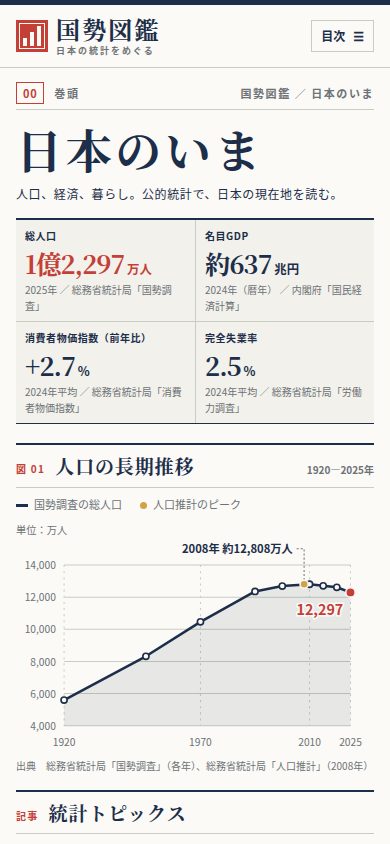 国勢図鑑
日本の統計をめぐる
目次 ☰
00 巻頭
国勢図鑑 ／ 日本のいま
日本のいま
人口、経済、暮らし。公的統計で、日本の現在地を読む。
総人口
1億2,297万人
2025年 ／ 総務省統計局「国勢調
査」
名目GDP
約637兆円
2024年（暦年） ／ 内閣府「国民経
済計算」
消費者物価指数（前年比）
+2.7%
2024年平均 ／ 総務省統計局「消費
者物価指数」
完全失業率
2.5%
2024年平均 ／ 総務省統計局「労働
力調査」
図 01 人口の長期推移
1920—2025年
国勢調査の総人口
人口推計のピーク
単位：万人
2008年 約12,808万人
14,000
12,000
10,000
8,000
6,000
4,000
12,297
1920
1970
2010
2025
出典 総務省統計局「国勢調査」（各年）、総務省統計局「人口推計」（2008年）
記事 統計トピックス